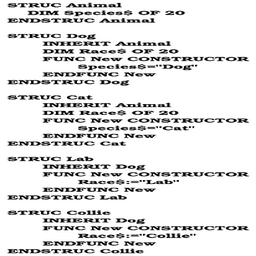 STRUC Animal
DIM Species$ OF 20
ENDSTRUC Animal
STRUC Dog
INHERIT Animal
DIM Race$ OF 20
FUNC New CONSTRUCTOR
Species$="Dog"
ENDFUNC New
ENDSTRUC Dog
STRUC Cat
INHERIT Animal
DIM Race$ OF 20
FUNC New CONSTRUCTOR
Species$="Cat"
ENDFUNC New
ENDSTRUC Cat
STRUC Lab
INHERIT Dog
FUNC New CONSTRUCTOR
Race$:="Lab"
ENDFUNC New
ENDSTRUC Lab
STRUC Collie
INHERIT Dog
FUNC New CONSTRUCTOR
Race$:="Collie"
ENDFUNC New
ENDSTRUC Collie